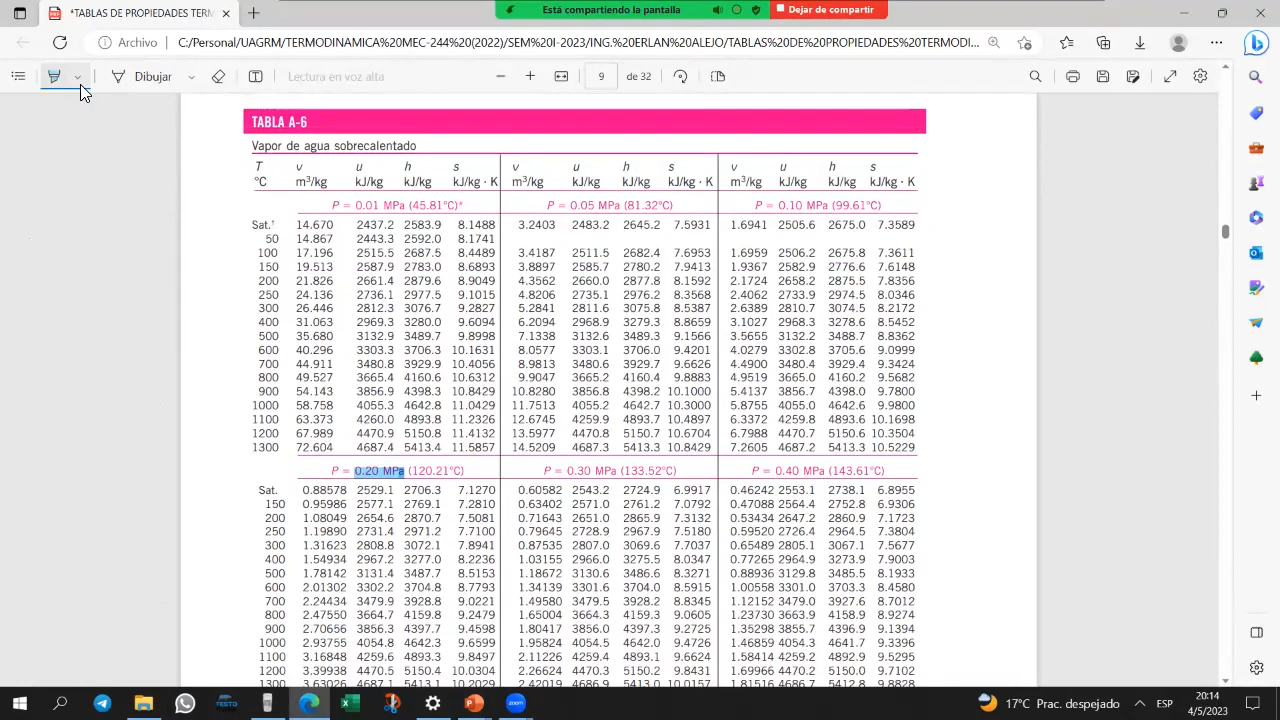 *TABLAS DE PROPIEDADES TERM
Está compartiendo la pantalla
Dejar de compartir
Archivo C:/Personal/UAGRM/TERMODINAMICA%20MEC-244%20(2022)/SEM%20I-2023/ING.%20ERLAN%20ALEJO/TABLAS%20DE%20PROPIEDADES%20TERMODI...
Dibujar Lectura en voz alta 9 de 32
TABLA A-6
Vapor de agua sobrecalentado
T v u h s v u h s v u h s
°C m³/kg kJ/kg kJ/kg kJ/kg · K m³/kg kJ/kg kJ/kg kJ/kg · K m³/kg kJ/kg kJ/kg kJ/kg · K
P = 0.01 MPa (45.81°C)* P = 0.05 MPa (81.32°C) P = 0.10 MPa (99.61°C)
Sat.† 14.670 2437.2 2583.9 8.1488 3.2403 2483.2 2645.2 7.5931 1.6941 2505.6 2675.0 7.3589
50 14.867 2443.3 2592.0 8.1741
100 17.196 2515.5 2687.5 8.4489 3.4187 2511.5 2682.4 7.6953 1.6959 2506.2 2675.8 7.3611
150 19.513 2587.9 2783.0 8.6893 3.8897 2585.7 2780.2 7.9413 1.9367 2582.9 2776.6 7.6148
200 21.826 2661.4 2879.6 8.9049 4.3562 2660.0 2877.8 8.1592 2.1724 2658.2 2875.5 7.8356
250 24.136 2736.1 2977.5 9.1015 4.8206 2735.1 2976.2 8.3568 2.4062 2733.9 2974.5 8.0346
300 26.446 2812.3 3076.7 9.2827 5.2841 2811.6 3075.8 8.5387 2.6389 2810.7 3074.5 8.2172
400 31.063 2969.3 3280.0 9.6094 6.2094 2968.9 3279.3 8.8659 3.1027 2968.3 3278.6 8.5452
500 35.680 3132.9 3489.7 9.8998 7.1338 3132.6 3489.3 9.1566 3.5655 3132.2 3488.7 8.8362
600 40.296 3303.3 3706.3 10.1631 8.0577 3303.1 3706.0 9.4201 4.0279 3302.8 3705.6 9.0999
700 44.911 3480.8 3929.9 10.4056 8.9813 3480.6 3929.7 9.6626 4.4900 3480.4 3929.4 9.3424
800 49.527 3665.4 4160.6 10.6312 9.9047 3665.2 4160.4 9.8883 4.9519 3665.0 4160.2 9.5682
900 54.143 3856.9 4398.3 10.8429 10.8280 3856.8 4398.2 10.1000 5.4137 3856.7 4398.0 9.7800
1000 58.758 4055.3 4642.8 11.0429 11.7513 4055.2 4642.7 10.3000 5.8755 4055.0 4642.6 9.9800
1100 63.373 4260.0 4893.8 11.2326 12.6745 4259.9 4893.7 10.4897 6.3372 4259.8 4893.6 10.1698
1200 67.989 4470.9 5150.8 11.4132 13.5977 4470.8 5150.7 10.6704 6.7988 4470.7 5150.6 10.3504
1300 72.604 4687.4 5413.4 11.5857 14.5209 4687.3 5413.4 10.8429 7.2605 4687.2 5413.3 10.5229
P = 0.20 MPa (120.21°C) P = 0.30 MPa (133.52°C) P = 0.40 MPa (143.61°C)
Sat. 0.88578 2529.1 2706.3 7.1270 0.60582 2543.2 2724.9 6.9917 0.46242 2553.1 2738.1 6.8955
150 0.95986 2577.1 2769.1 7.2810 0.63402 2571.0 2761.2 7.0792 0.47088 2564.4 2752.8 6.9306
200 1.08049 2654.6 2870.7 7.5081 0.71643 2651.0 2865.9 7.3132 0.53434 2647.2 2860.9 7.1723
250 1.19890 2731.4 2971.2 7.7100 0.79645 2728.9 2967.9 7.5180 0.59520 2726.4 2964.5 7.3804
300 1.31623 2808.8 3072.1 7.8941 0.87535 2807.0 3069.6 7.7037 0.65489 2805.1 3067.1 7.5677
400 1.54934 2967.2 3277.0 8.2236 1.03155 2966.0 3275.5 8.0347 0.77265 2964.9 3273.9 7.9003
500 1.78142 3131.4 3487.7 8.5153 1.18672 3130.6 3486.6 8.3271 0.88936 3129.8 3485.5 8.1933
600 2.01302 3302.2 3704.8 8.7793 1.34139 3301.6 3704.0 8.5915 1.00558 3301.0 3703.3 8.4580
700 2.24434 3479.9 3928.8 9.0221 1.49580 3479.5 3928.2 8.8345 1.12152 3479.0 3927.6 8.7012
800 2.47550 3664.7 4159.8 9.2479 1.65004 3664.3 4159.3 9.0605 1.23730 3663.9 4158.9 8.9274
900 2.70656 3856.3 4397.7 9.4598 1.80417 3856.0 4397.3 9.2725 1.35298 3855.7 4396.9 9.1394
1000 2.93755 4054.8 4642.3 9.6599 1.95824 4054.5 4642.0 9.4726 1.46859 4054.3 4641.7 9.3396
1100 3.16848 4259.6 4893.3 9.8497 2.11226 4259.4 4893.1 9.6624 1.58414 4259.2 4892.9 9.5295
1200 3.39938 4470.5 5150.4 10.0304 2.26624 4470.3 5150.2 9.8431 1.69966 4470.2 5150.0 9.7102
1300 3.63026 4687.1 5413.1 10.2029 2.42019 4686.9 5413.0 10.0157 1.81516 4686.7 5412.8 9.8828
17°C Prac. despejado ESP 20:14
4/5/2023